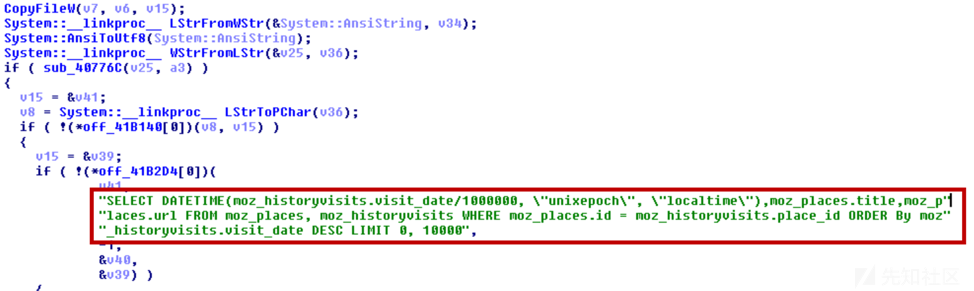 CopyFileW(v7, v6, v15);
System::__linkproc__ LStrFromWStr(&System::AnsiString, v34);
System::AnsiToUtf8(System::AnsiString);
System::__linkproc__ WStrFromLStr(&v25, v36);
if ( sub_40776C(v25, a3) )
{
v15 = &v41;
v8 = System::__linkproc__ LStrToPChar(v36);
if ( !(*off_41B140[0])(v8, v15) )
{
v15 = &v39;
if ( !(*off_41B2D4[0])(
v41,
"SELECT DATETIME(moz_historyvisits.visit_date/1000000, \"unixepoch\", \"localtime\"),moz_places.title,moz_p"
"laces.url FROM moz_places, moz_historyvisits WHERE moz_places.id = moz_historyvisits.place_id ORDER By moz"
"_historyvisits.visit_date DESC LIMIT 0, 10000",
-1,
&v40,
&v39) )
{
先知社区